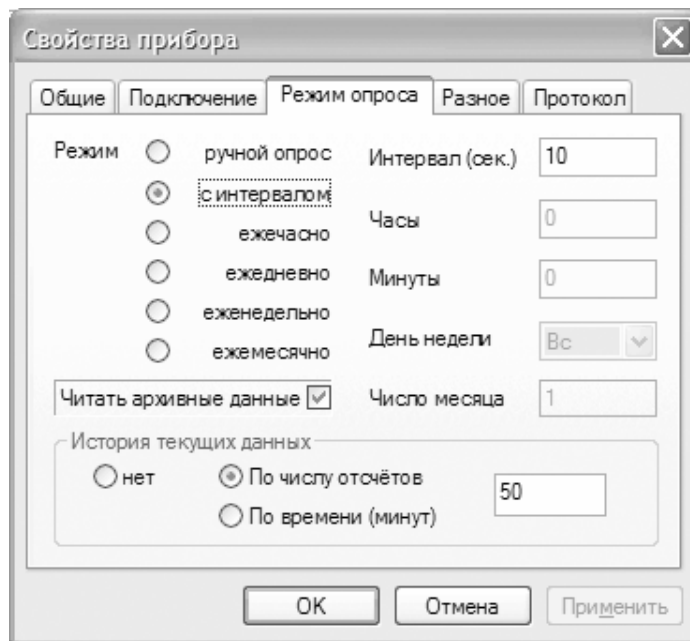 Свойства прибора
Общие Подключение Режим опроса Разное Протокол
Режим ручной опрос Интервал (сек.) 10
с интервалом
Часы 0
ежечасно
ежедневно Минуты 0
еженедельно
День недели Вс
ежемесячно
Читать архивные данные Число месяца 1
История текущих данных
нет По числу отсчётов 50
По времени (минут)
OK Отмена Применить